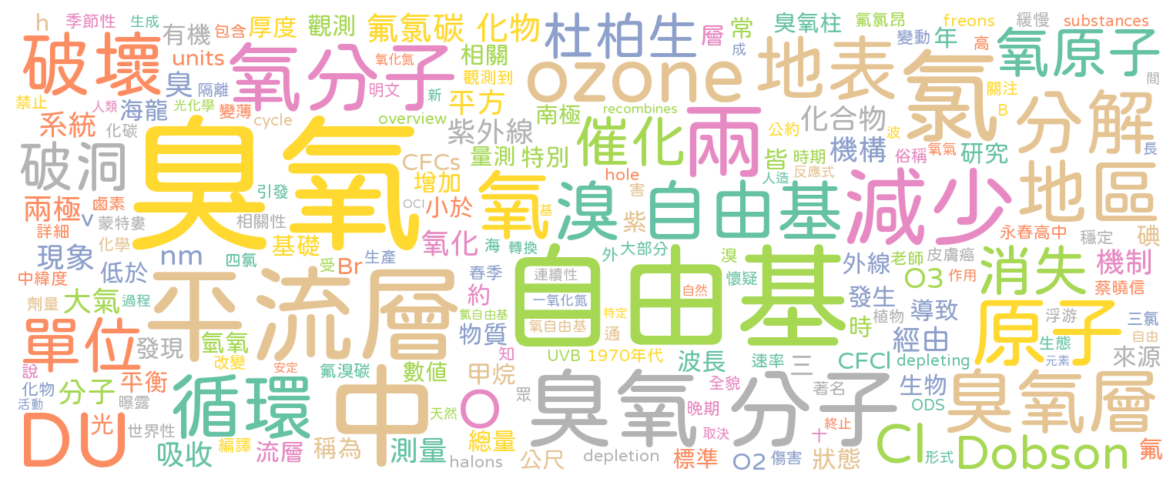 h 季節性 生成 有機 包含 厚度 觀測 氟氯碳 化物 杜柏生 層 常 臭氧柱 氟氯昂 freons 緩慢 substances
破壞 units 氧分子 氧化氮 相關 成 變動 年 高 氧原子
臭 隔離 明文 新 觀測到 ozone 地表 氯 關注 間
禁止 人類 海龍 光化學 變薄 平方 南極 recombines B 分解
系統 化碳 cycle overview 紫外線 催化 兩 公約 化合物 波 長
破洞 臭氧 CFCs 量測 特別 皆 時期 機構 俗稱 氧氣 研究
增加 hole 人造 反應式 地區
兩極 鹵素 v 蒙特婁 引發 OCl 小於 氧 溴 害 自由基 減少
詳細 相關性 基 紫 永春高中 穩定 碘
現象 化學 基礎 氧化 海 轉換 外 大部分 溴 外線 老師 皮膚癌 機制
中緯度 低於 nm 四氯 受 生產 Br 春季 連續性 自由基 自然 懷疑 O3 作用 消失 蔡曉信
劑量 大氣 過程 平流層 約 一氧化氮 發生 植物 導致 浮游 三氯
單位 發現 氫氧 氯自由基 氧自由基 特定 通 時 經由 原子 生態 自由
改變 物質 知 UVB 1970年代 波長 速率 三 CFCl depleting 元素 來源
說 化物 分子 平衡 安定 氟溴碳 數值 甲烷 眾 全貌 著名 生物
活動 曝露 循環 中 天然 O 臭氧分子 晚期 ODS 臭氧層
DU 光 世界性 編譯 稱為 總量 取決 十 終止
吸收 流層 測量 halons 公尺 depletion 標準 O2 傷害 狀態 Cl 形式 Dobson 氟